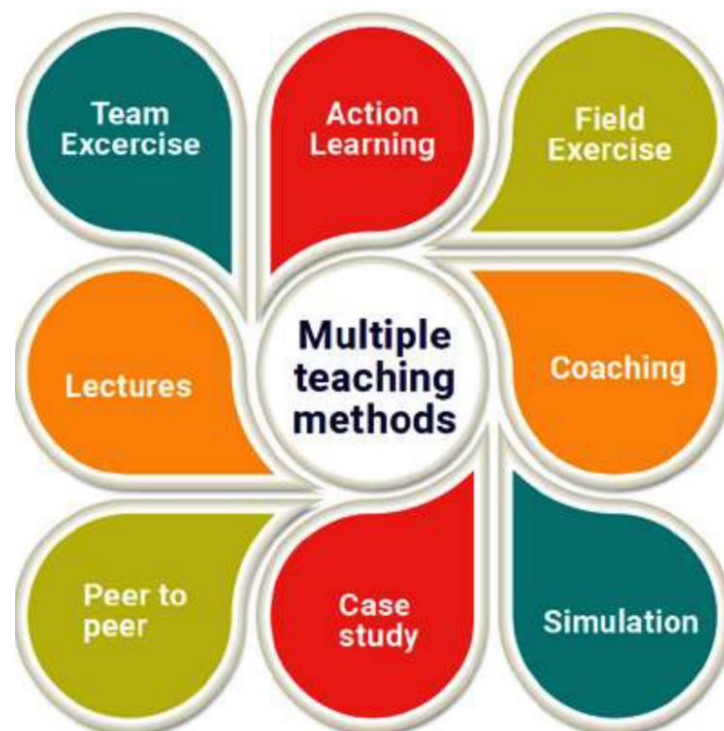 Team
Excercise
Action
Learning
Field
Exercise
Lectures
Multiple
teaching
methods
Coaching
Peer to
peer
Case
study
Simulation